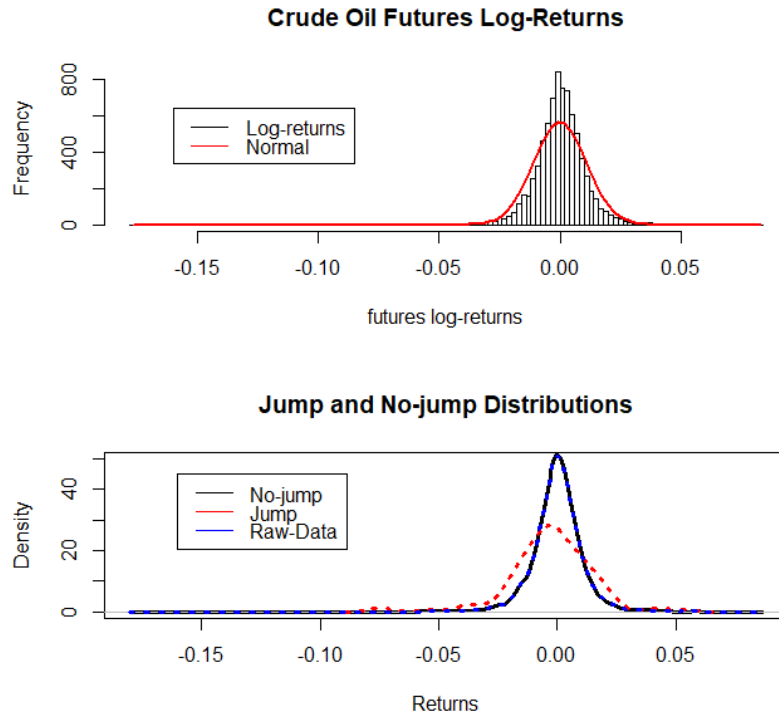 Crude Oil Futures Log-Returns
Frequency
0 400 800
Log-returns
Normal
-0.15 -0.10 -0.05 0.00 0.05
futures log-returns
Jump and No-jump Distributions
Density
0 20 40
No-jump
Jump
Raw-Data
-0.15 -0.10 -0.05 0.00 0.05
Returns